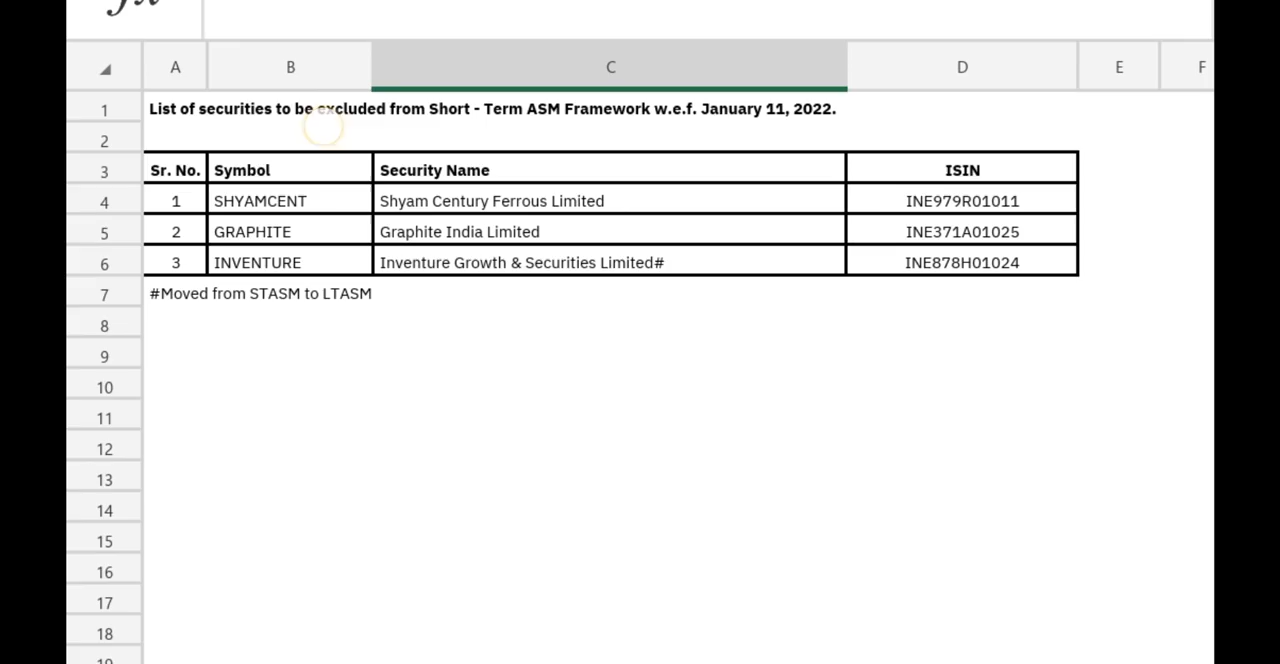 A B C D E F
1 List of securities to be excluded from Short - Term ASM Framework w.e.f. January 11, 2022.
2
3 Sr. No. Symbol Security Name ISIN
4 1 SHYAMCENT Shyam Century Ferrous Limited INE979R01011
5 2 GRAPHITE Graphite India Limited INE371A01025
6 3 INVENTURE Inventure Growth & Securities Limited# INE878H01024
7 #Moved from STASM to LTASM
8
9
10
11
12
13
14
15
16
17
18